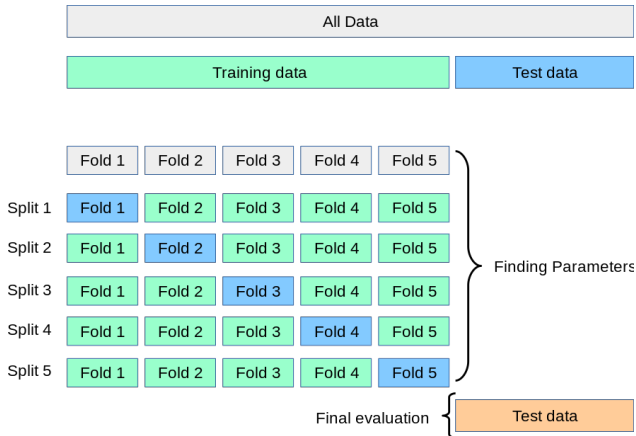 All Data
Training data Test data
Fold 1 Fold 2 Fold 3 Fold 4 Fold 5
Split 1 Fold 1 Fold 2 Fold 3 Fold 4 Fold 5
Split 2 Fold 1 Fold 2 Fold 3 Fold 4 Fold 5
Finding Parameters
Split 3 Fold 1 Fold 2 Fold 3 Fold 4 Fold 5
Split 4 Fold 1 Fold 2 Fold 3 Fold 4 Fold 5
Split 5 Fold 1 Fold 2 Fold 3 Fold 4 Fold 5
Final evaluation Test data